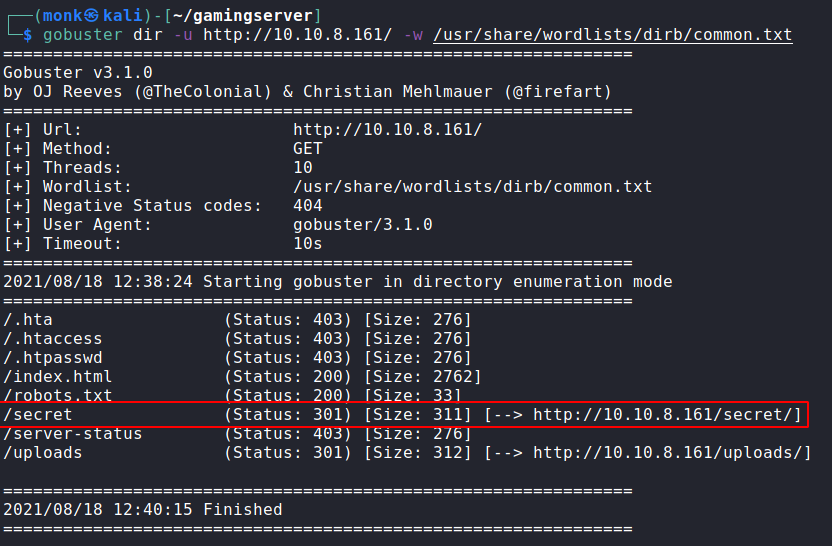 ┌──(monk㉿kali)-[~/gamingserver]
└─$ gobuster dir -u http://10.10.8.161/ -w /usr/share/wordlists/dirb/common.txt
===============================================================
Gobuster v3.1.0
by OJ Reeves (@TheColonial) & Christian Mehlmauer (@firefart)
===============================================================
[+] Url:                     http://10.10.8.161/
[+] Method:                  GET
[+] Threads:                 10
[+] Wordlist:                /usr/share/wordlists/dirb/common.txt
[+] Negative Status codes:   404
[+] User Agent:              gobuster/3.1.0
[+] Timeout:                 10s
===============================================================
2021/08/18 12:38:24 Starting gobuster in directory enumeration mode
===============================================================
/.hta                 (Status: 403) [Size: 276]
/.htaccess            (Status: 403) [Size: 276]
/.htpasswd            (Status: 403) [Size: 276]
/index.html           (Status: 200) [Size: 2762]
/robots.txt           (Status: 200) [Size: 33]
/secret               (Status: 301) [Size: 311] [--> http://10.10.8.161/secret/]
/server-status        (Status: 403) [Size: 276]
/uploads              (Status: 301) [Size: 312] [--> http://10.10.8.161/uploads/]
===============================================================
2021/08/18 12:40:15 Finished
===============================================================